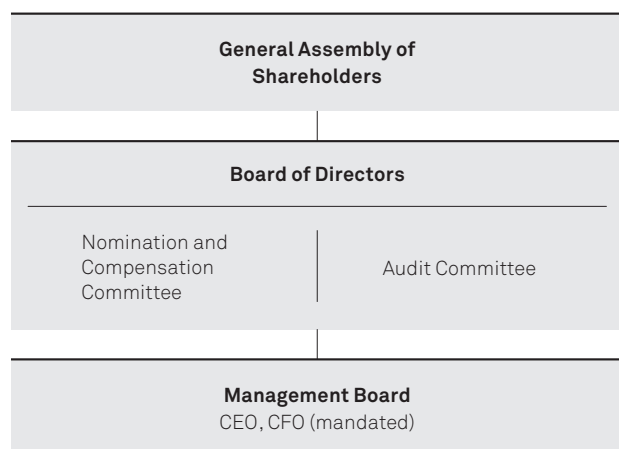 General Assembly of
Shareholders
Board of Directors
Nomination and
Compensation
Committee
Audit Committee
Management Board
CEO, CFO (mandated)